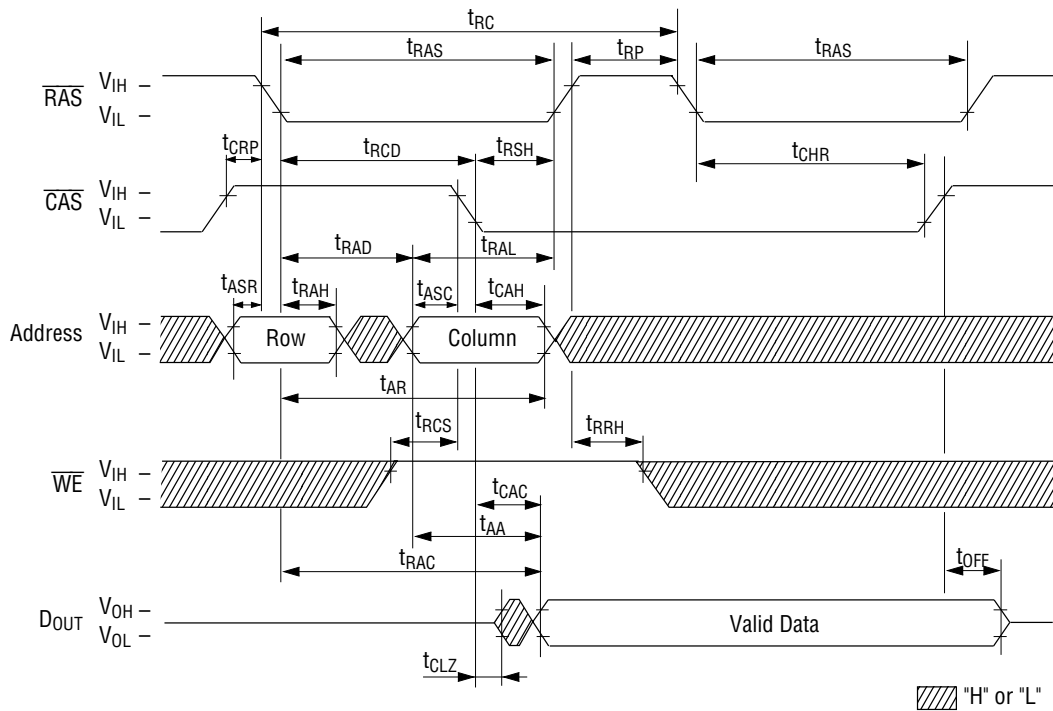 tRC
tRAS tRP tRAS
RAS VIH –
VIL –
tCRP tRCD tRSH tCHR
CAS VIH –
VIL –
tRAD tRAL
tASR tRAH tASC tCAH
Address VIH –
VIL –
Row Column
tAR
tRCS tRRH
WE VIH –
VIL –
tCAC
tAA
tRAC tOFF
DOUT VOH –
VOL –
Valid Data
tCLZ
"H" or "L"